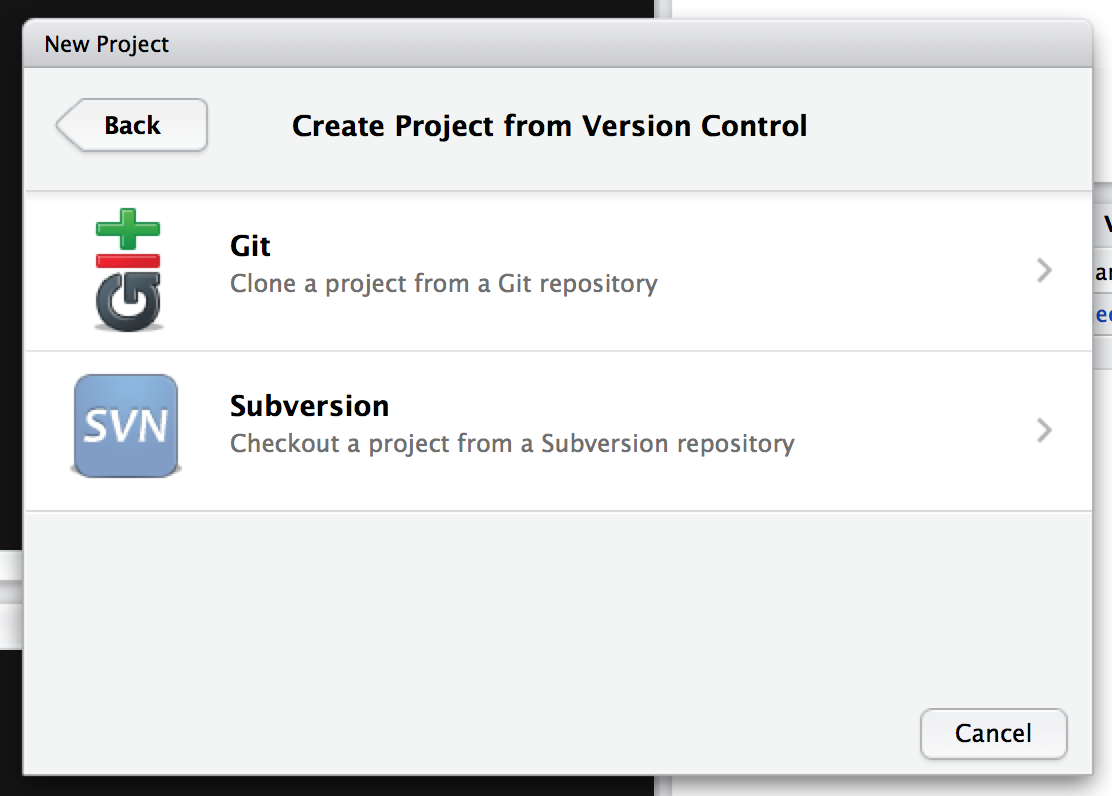 New Project
Back
Create Project from Version Control
Git
Clone a project from a Git repository
SVN
Subversion
Checkout a project from a Subversion repository
Cancel